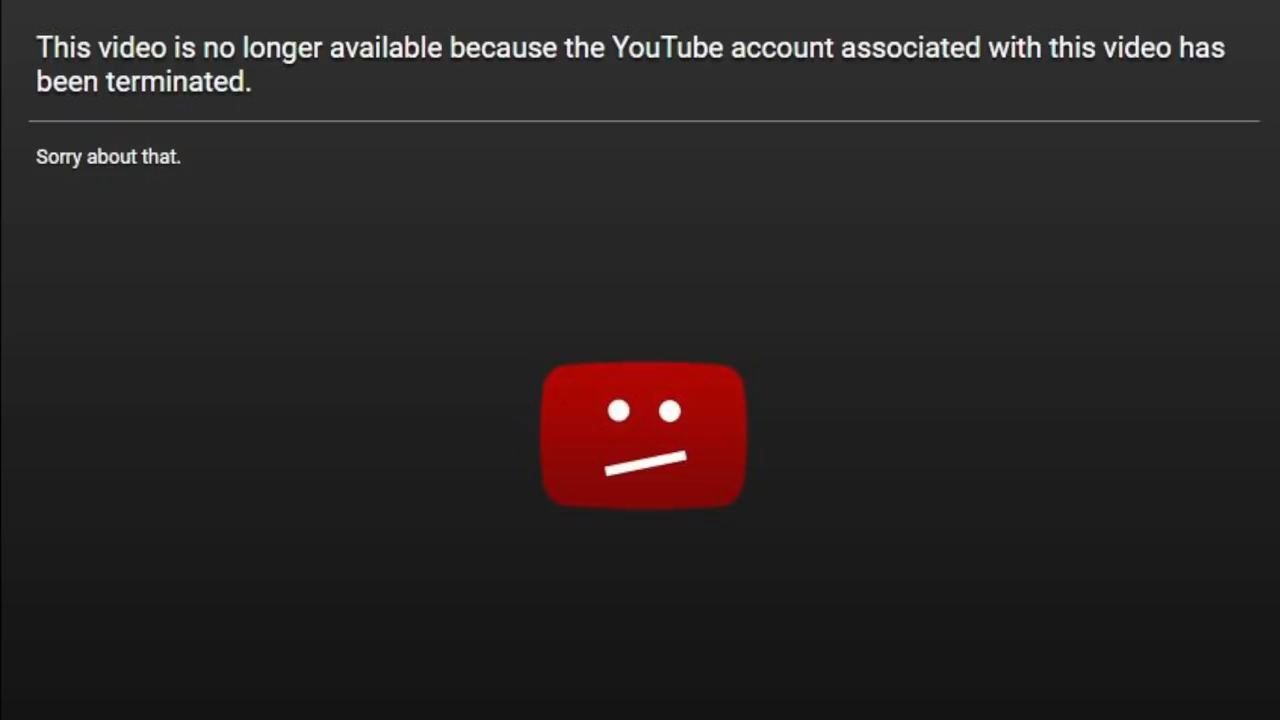 This video is no longer available because the YouTube account associated with this video has
been terminated.
Sorry about that.